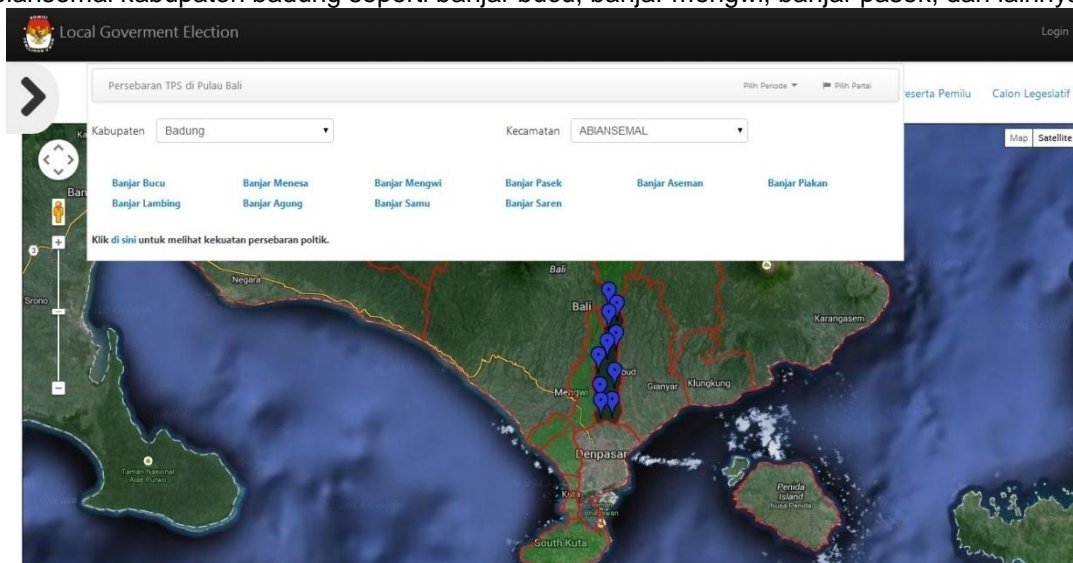 Local Goverment Election
Login
Persebaran TPS di Pulau Bali
Pilih Periode
Pilih Partai
Peserta Pemilu
Calon Legeslatif
Kabupaten
Badung
Kecamatan
ABIANSEMAL
Map
Satellite
Banjar Bucu
Banjar Menesa
Banjar Mengwi
Banjar Pasek
Banjar Aseman
Banjar Piakan
Banjar Lambing
Banjar Agung
Banjar Samu
Banjar Saren
Klik di sini untuk melihat kekuatan persebaran poltik.
Bali
Negara
Srono
Bali
Karangasem
Gianyar
Klungkung
Mengwi
Denpasar
Taman Nasional
Alas Purwo
Penida
Island
Nusa Penida
Kuta
South Kuta